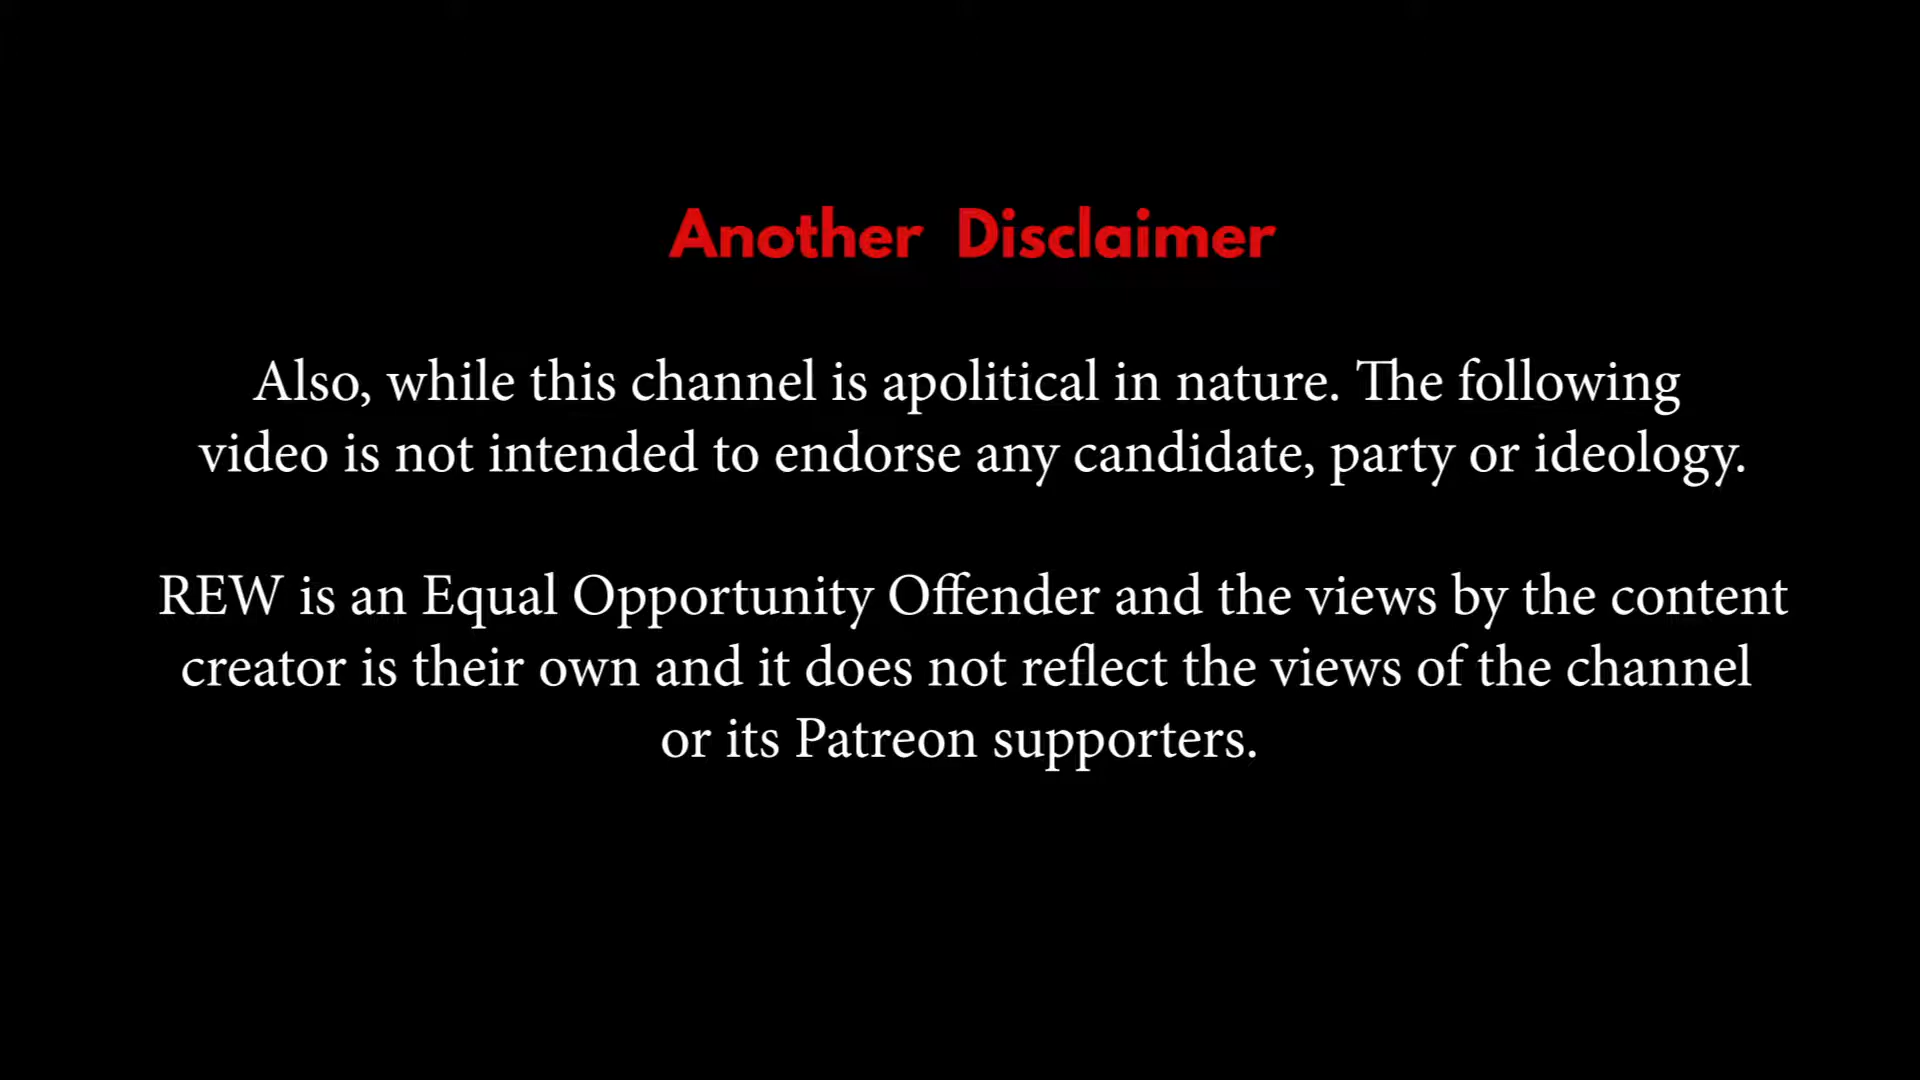 Another Disclaimer
Also, while this channel is apolitical in nature. The following
video is not intended to endorse any candidate, party or ideology.
REW is an Equal Opportunity Offender and the views by the content
creator is their own and it does not reflect the views of the channel
or its Patreon supporters.